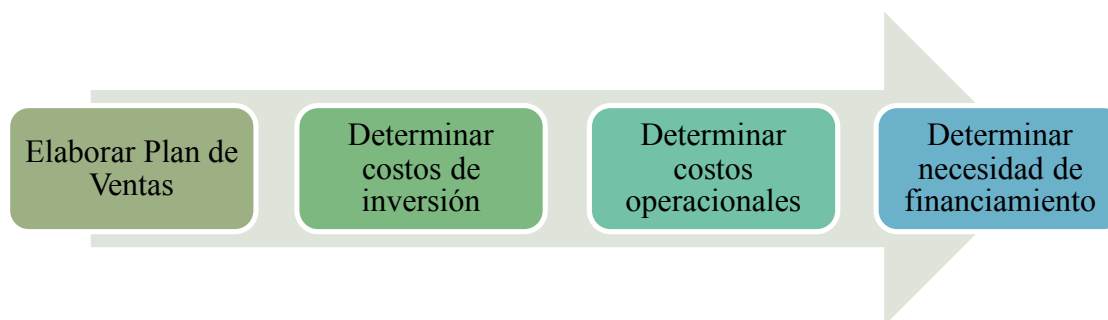 Elaborar Plan de
Ventas
Determinar
costos de
inversión
Determinar
costos
operacionales
Determinar
necesidad de
financiamiento